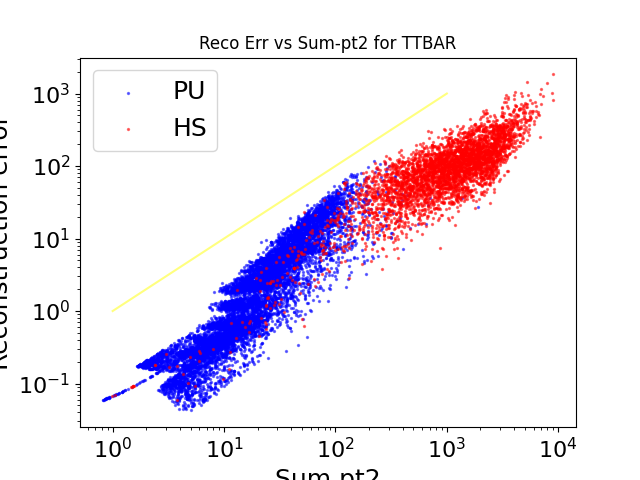 Reco Err vs Sum-pt2 for TTBAR
PU
HS
10³
10²
10¹
10⁰
10⁻¹
Reconstruction error
10⁰ 10¹ 10² 10³ 10⁴
Sum-pt2